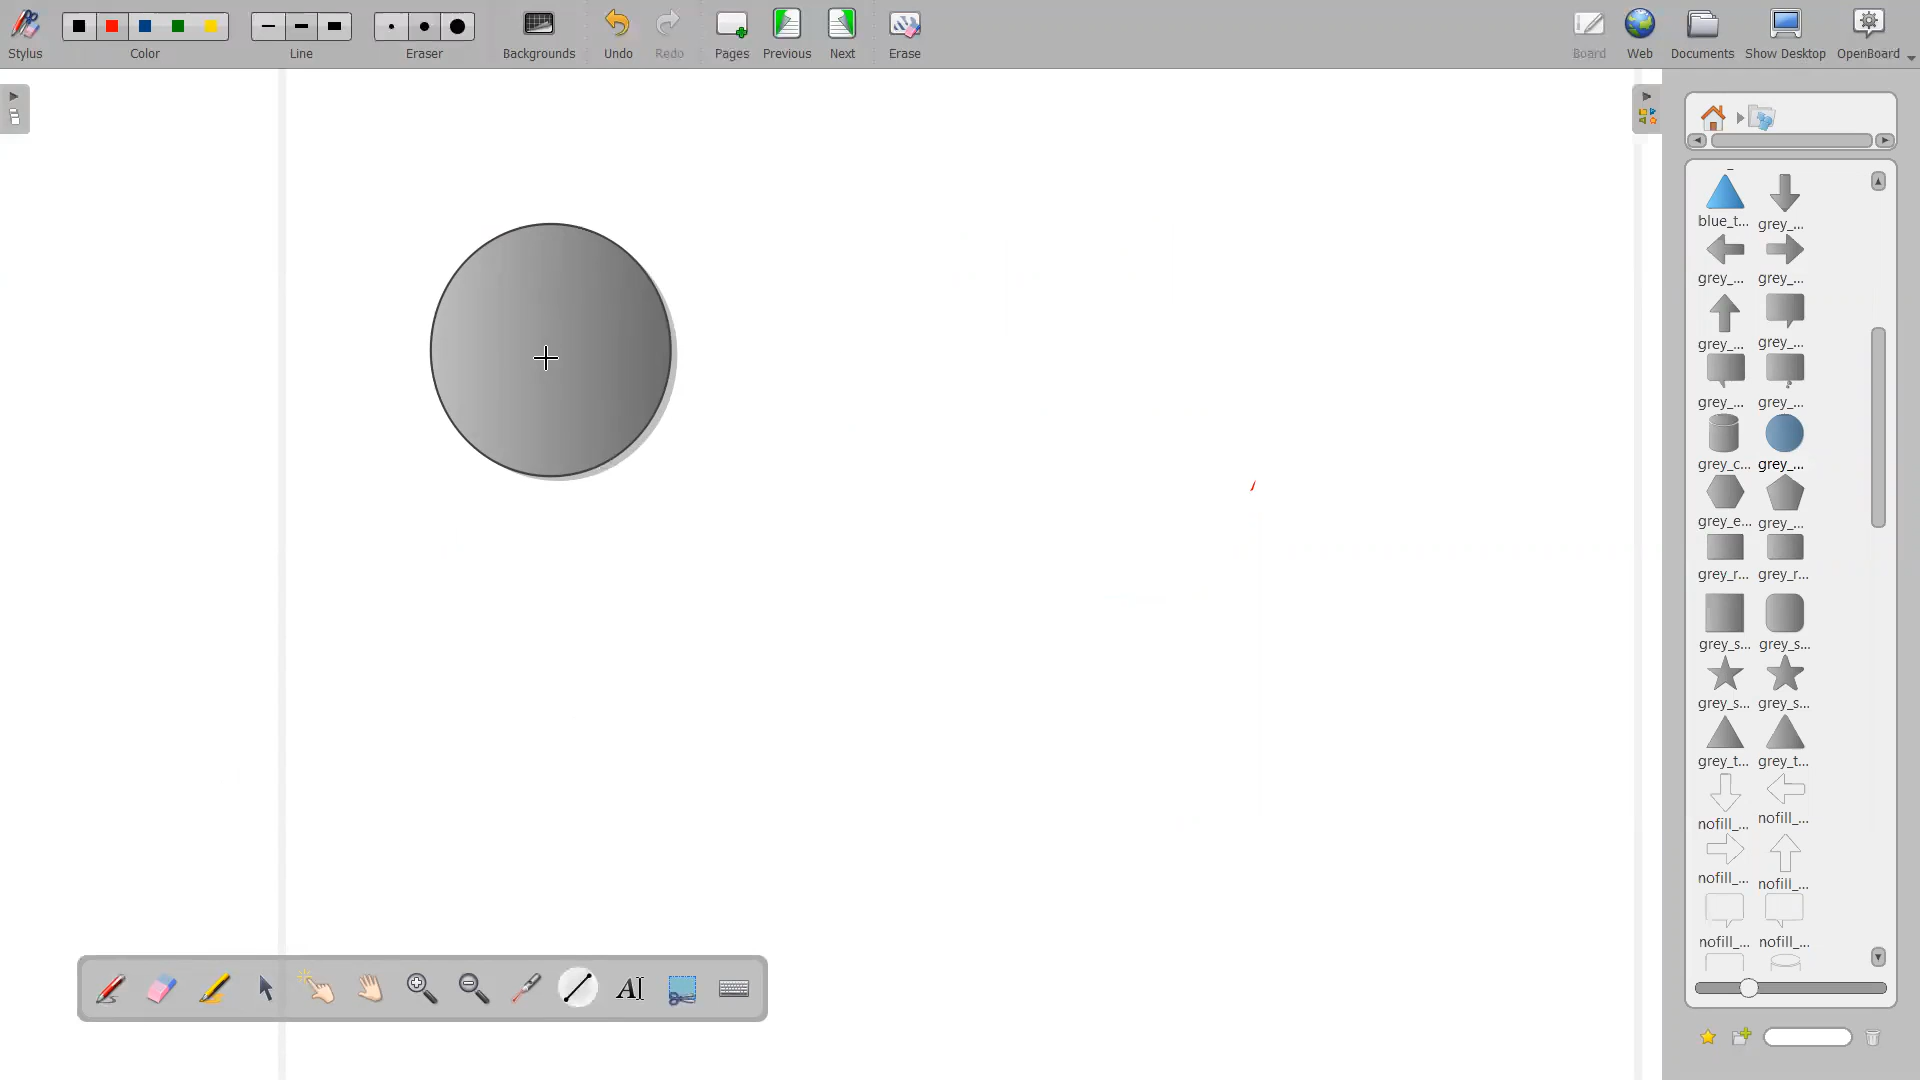 Stylus
Color
Line
Eraser
Backgrounds
Undo
Redo
Pages
Previous
Next
Erase
Board
Web
Documents
Show Desktop
OpenBoard
blue_t... grey_...
grey_... grey_...
grey_... grey_...
grey_... grey_...
grey_c... grey_...
grey_e... grey_...
grey_r... grey_r...
grey_s... grey_s...
grey_s... grey_s...
grey_t... grey_t...
nofill_... nofill_...
nofill_... nofill_...
nofill_... nofill_...
AI